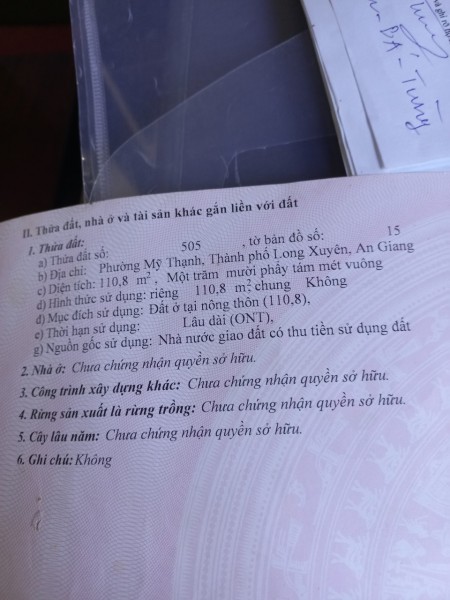 Tùng
BÁ - Tùng
II. Thửa đất, nhà ở và tài sản khác gắn liền với đất
1. Thửa đất:
a) Thửa đất số: 505 , tờ bản đồ số: 15
b) Địa chỉ: Phường Mỹ Thạnh, Thành phố Long Xuyên, An Giang
c) Diện tích: 110,8 m2 , Một trăm mười phẩy tám mét vuông
d) Hình thức sử dụng: riêng 110,8 m2 chung Không
đ) Mục đích sử dụng: Đất ở tại nông thôn (110,8),
e) Thời hạn sử dụng: Lâu dài (ONT),
g) Nguồn gốc sử dụng: Nhà nước giao đất có thu tiền sử dụng đất
2. Nhà ở: Chưa chứng nhận quyền sở hữu.
3. Công trình xây dựng khác: Chưa chứng nhận quyền sở hữu.
4. Rừng sản xuất là rừng trồng: Chưa chứng nhận quyền sở hữu.
5. Cây lâu năm: Chưa chứng nhận quyền sở hữu.
6. Ghi chú: Không